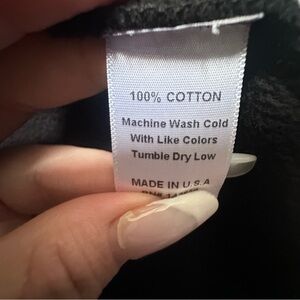 100% COTTON
Machine Wash Cold
With Like Colors
Tumble Dry Low
MADE IN U.S.A